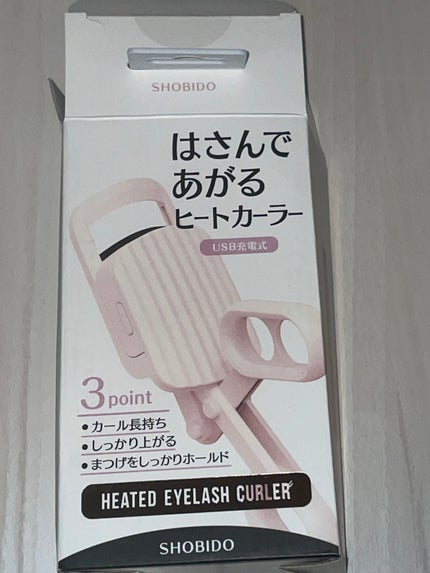 SHOBIDO
はさんで
あがる
ヒートカーラー
USB充電式
3point
●カール長持ち
●しっかり上がる
●まつげをしっかりホールド
HEATED EYELASH CURLER
SHOBIDO